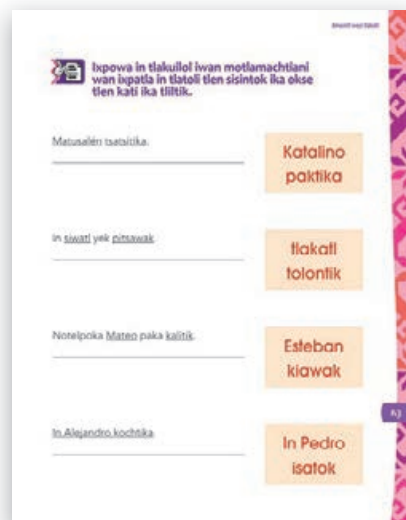 Ixpowa in tlakuilol iwan motlamachtiani
wan ixpatla in tlatoli tlen sisintok ika okse
tlen kati ika tliltik.
Matusalén tsatsitika.
Katalino
paktika
In siwatl yek pitsawak.
tlakatl
tolontik
Notelpoka Mateo paka kalitik.
Esteban
kiawak
In Alejandro kochtika.
In Pedro
isatok
63